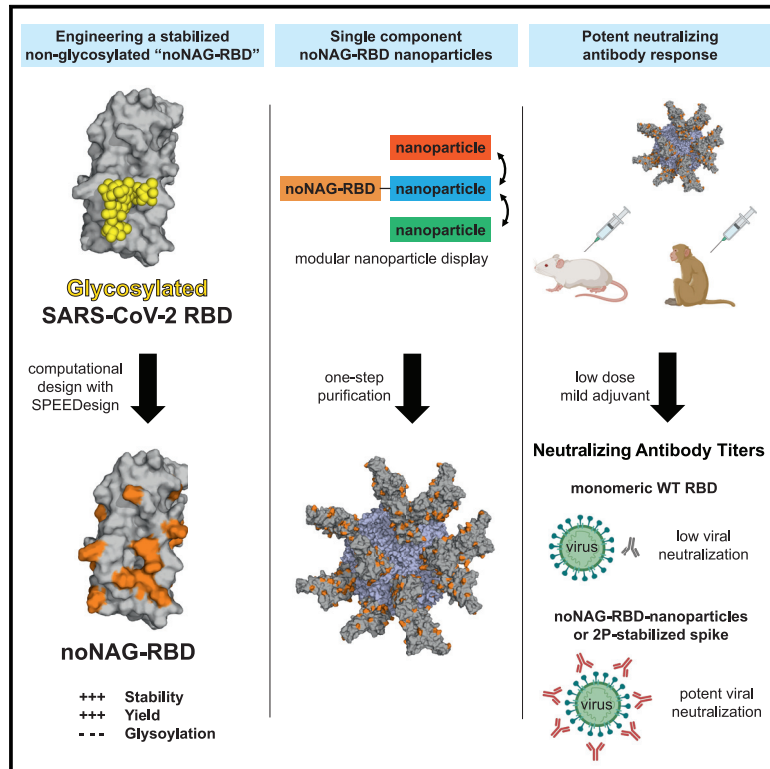 Engineering a stabilized
non-glycosylated “noNAG-RBD”
Glycosylated
SARS-CoV-2 RBD
computational
design with
SPEEDesign
noNAG-RBD
+++ Stability
+++ Yield
--- Glysoylation
Single component
noNAG-RBD nanoparticles
nanoparticle
noNAG-RBD nanoparticle
nanoparticle
modular nanoparticle display
one-step
purification
Potent neutralizing
antibody response
low dose
mild adjuvant
Neutralizing Antibody Titers
monomeric WT RBD
virus
low viral
neutralization
noNAG-RBD-nanoparticles
or 2P-stabilized spike
virus
potent viral
neutralization